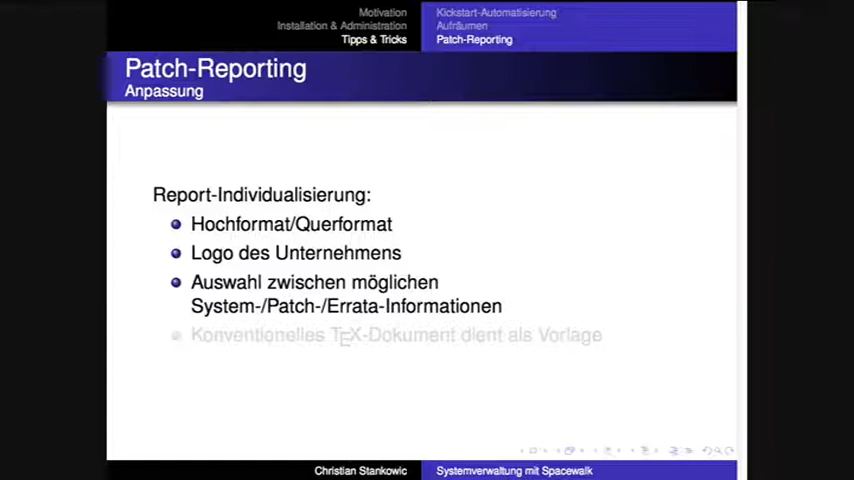 Motivation
Installation & Administration
Tipps & Tricks
Kickstart-Automatisierung
Aufräumen
Patch-Reporting
Patch-Reporting
Anpassung
Report-Individualisierung:
Hochformat/Querformat
Logo des Unternehmens
Auswahl zwischen möglichen
System-/Patch-/Errata-Informationen
Konventionelles TEX-Dokument dient als Vorlage
Christian Stankowic
Systemverwaltung mit Spacewalk